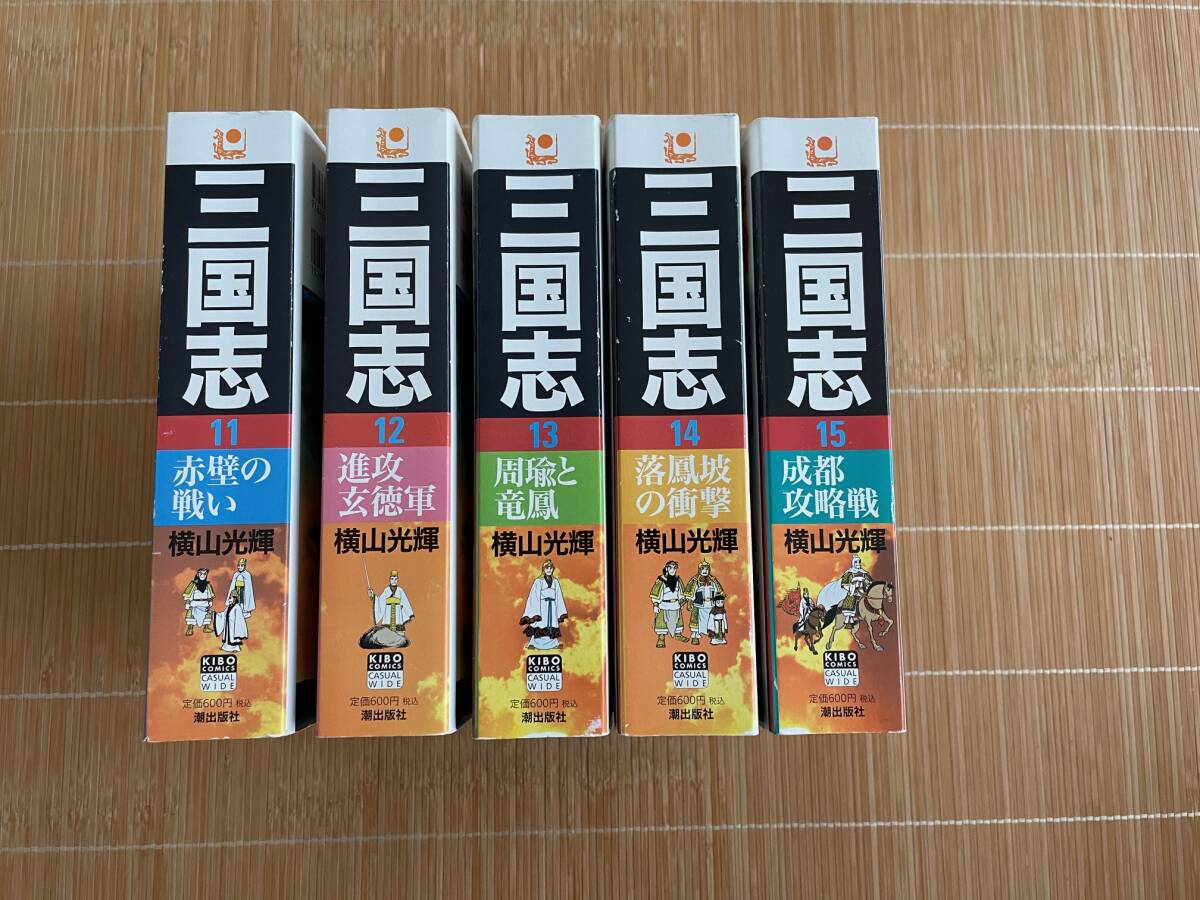 三国志
11
赤壁の
戦い
横山光輝
KIBO
COMICS
CASUAL
WIDE
定価600円 税込
潮出版社
三国志
12
進攻
玄徳軍
横山光輝
KIBO
COMICS
CASUAL
WIDE
定価600円 税込
潮出版社
三国志
13
周瑜と
竜鳳
横山光輝
KIBO
COMICS
CASUAL
WIDE
定価600円 税込
潮出版社
三国志
14
落鳳坡
の衝撃
横山光輝
KIBO
COMICS
CASUAL
WIDE
定価600円 税込
潮出版社
三国志
15
成都
攻略戦
横山光輝
KIBO
COMICS
CASUAL
WIDE
定価600円 税込
潮出版社